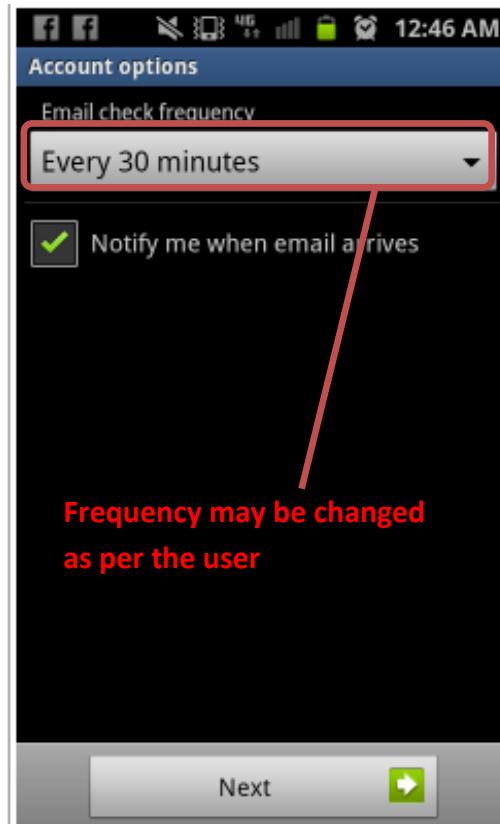 4G 12:46 AM
Account options
Email check frequency
Every 30 minutes
Notify me when email arrives
Frequency may be changed
as per the user
Next